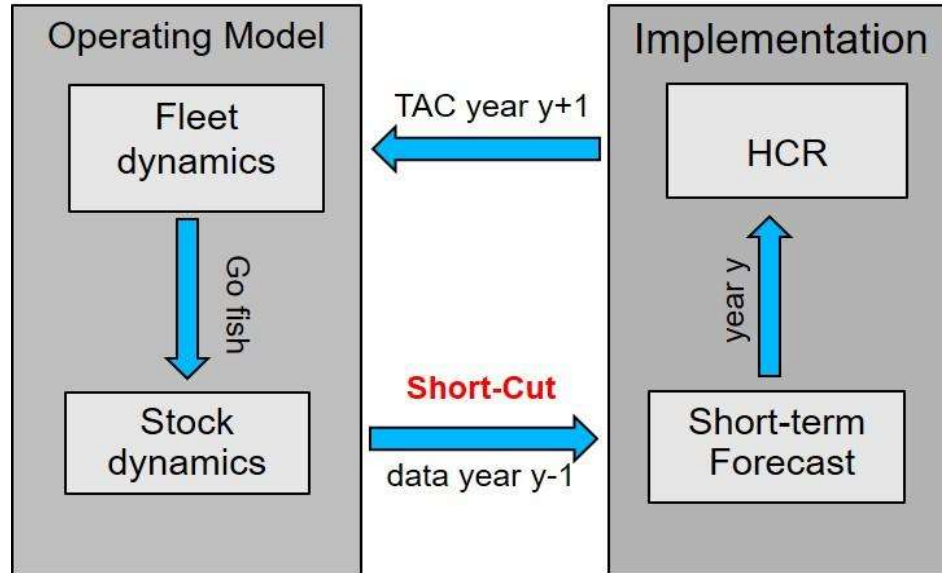 Operating Model
Fleet
dynamics
Go fish
Stock
dynamics
TAC year y+1
Short-Cut
data year y-1
Implementation
HCR
year y
Short-term
Forecast